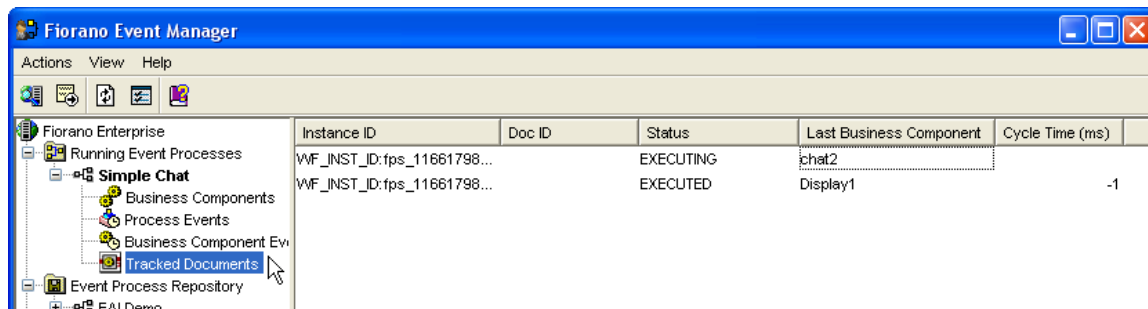 Fiorano Event Manager
Actions View Help
Fiorano Enterprise
Running Event Processes
Simple Chat
Business Components
Process Events
Business Component Ev
Tracked Documents
Event Process Repository
EAI Demo
Instance ID Doc ID Status Last Business Component Cycle Time (ms)
WF_INST_ID:fps_11661798... EXECUTING chat2
WF_INST_ID:fps_11661798... EXECUTED Display1 -1